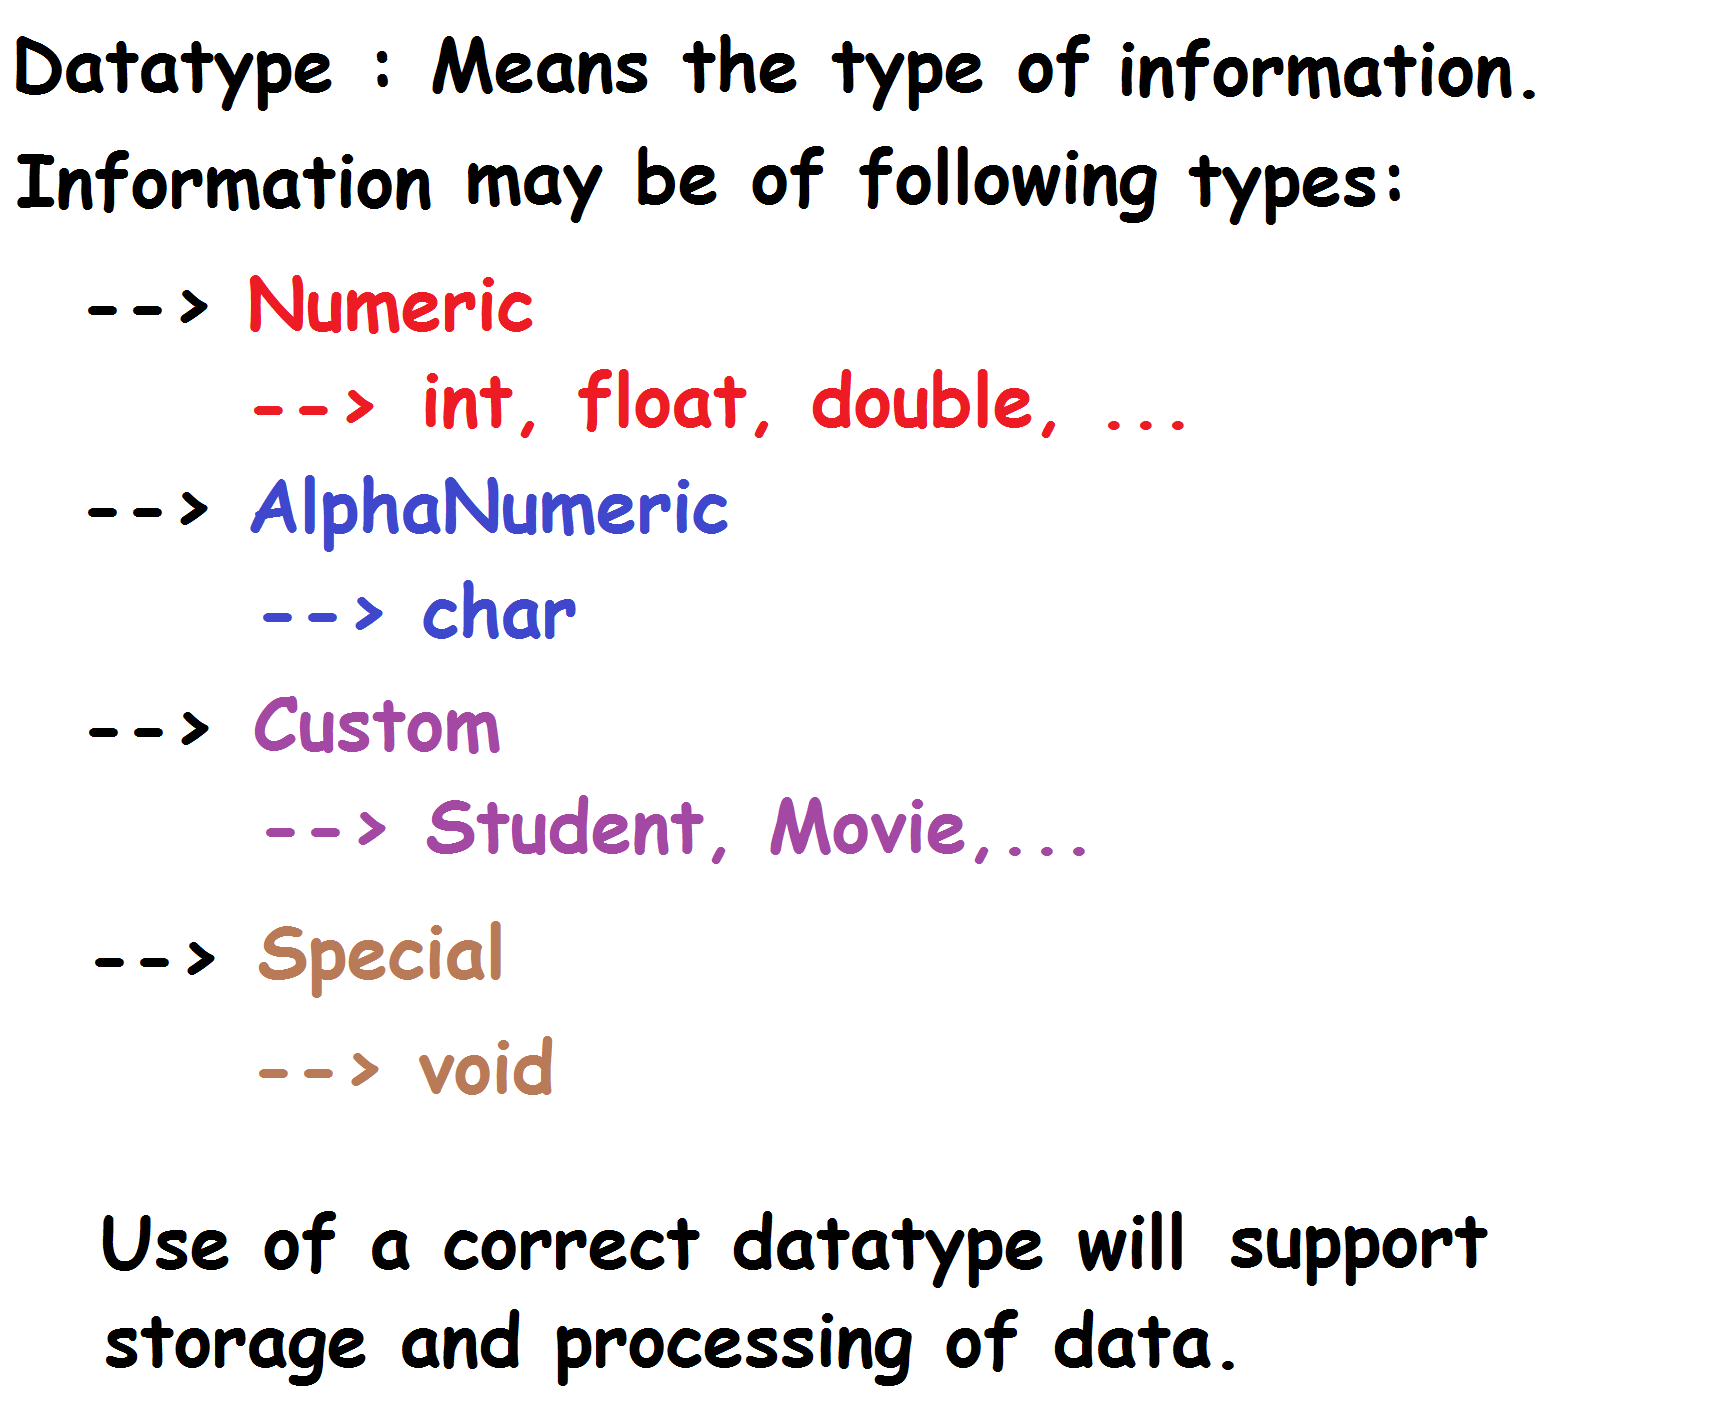 Datatype : Means the type of information.
Information may be of following types:
--> Numeric
--> int, float, double, ...
--> AlphaNumeric
--> char
--> Custom
--> Student, Movie,...
--> Special
--> void
Use of a correct datatype will support
storage and processing of data.